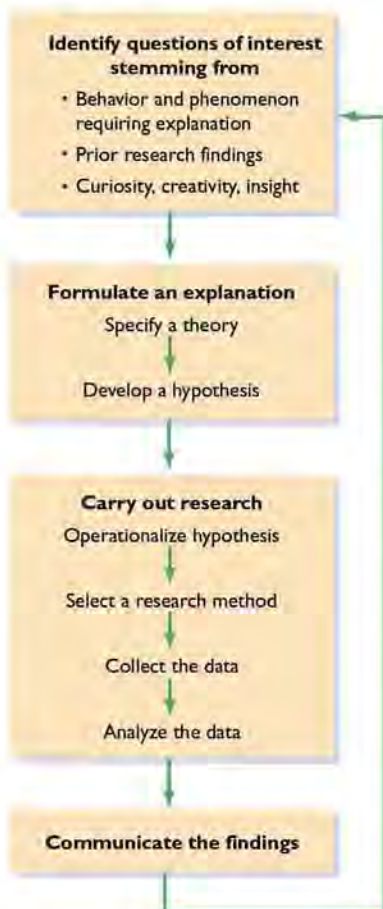 Identify questions of interest
stemming from
• Behavior and phenomenon
requiring explanation
• Prior research findings
• Curiosity, creativity, insight
Formulate an explanation
Specify a theory
Develop a hypothesis
Carry out research
Operationalize hypothesis
Select a research method
Collect the data
Analyze the data
Communicate the findings